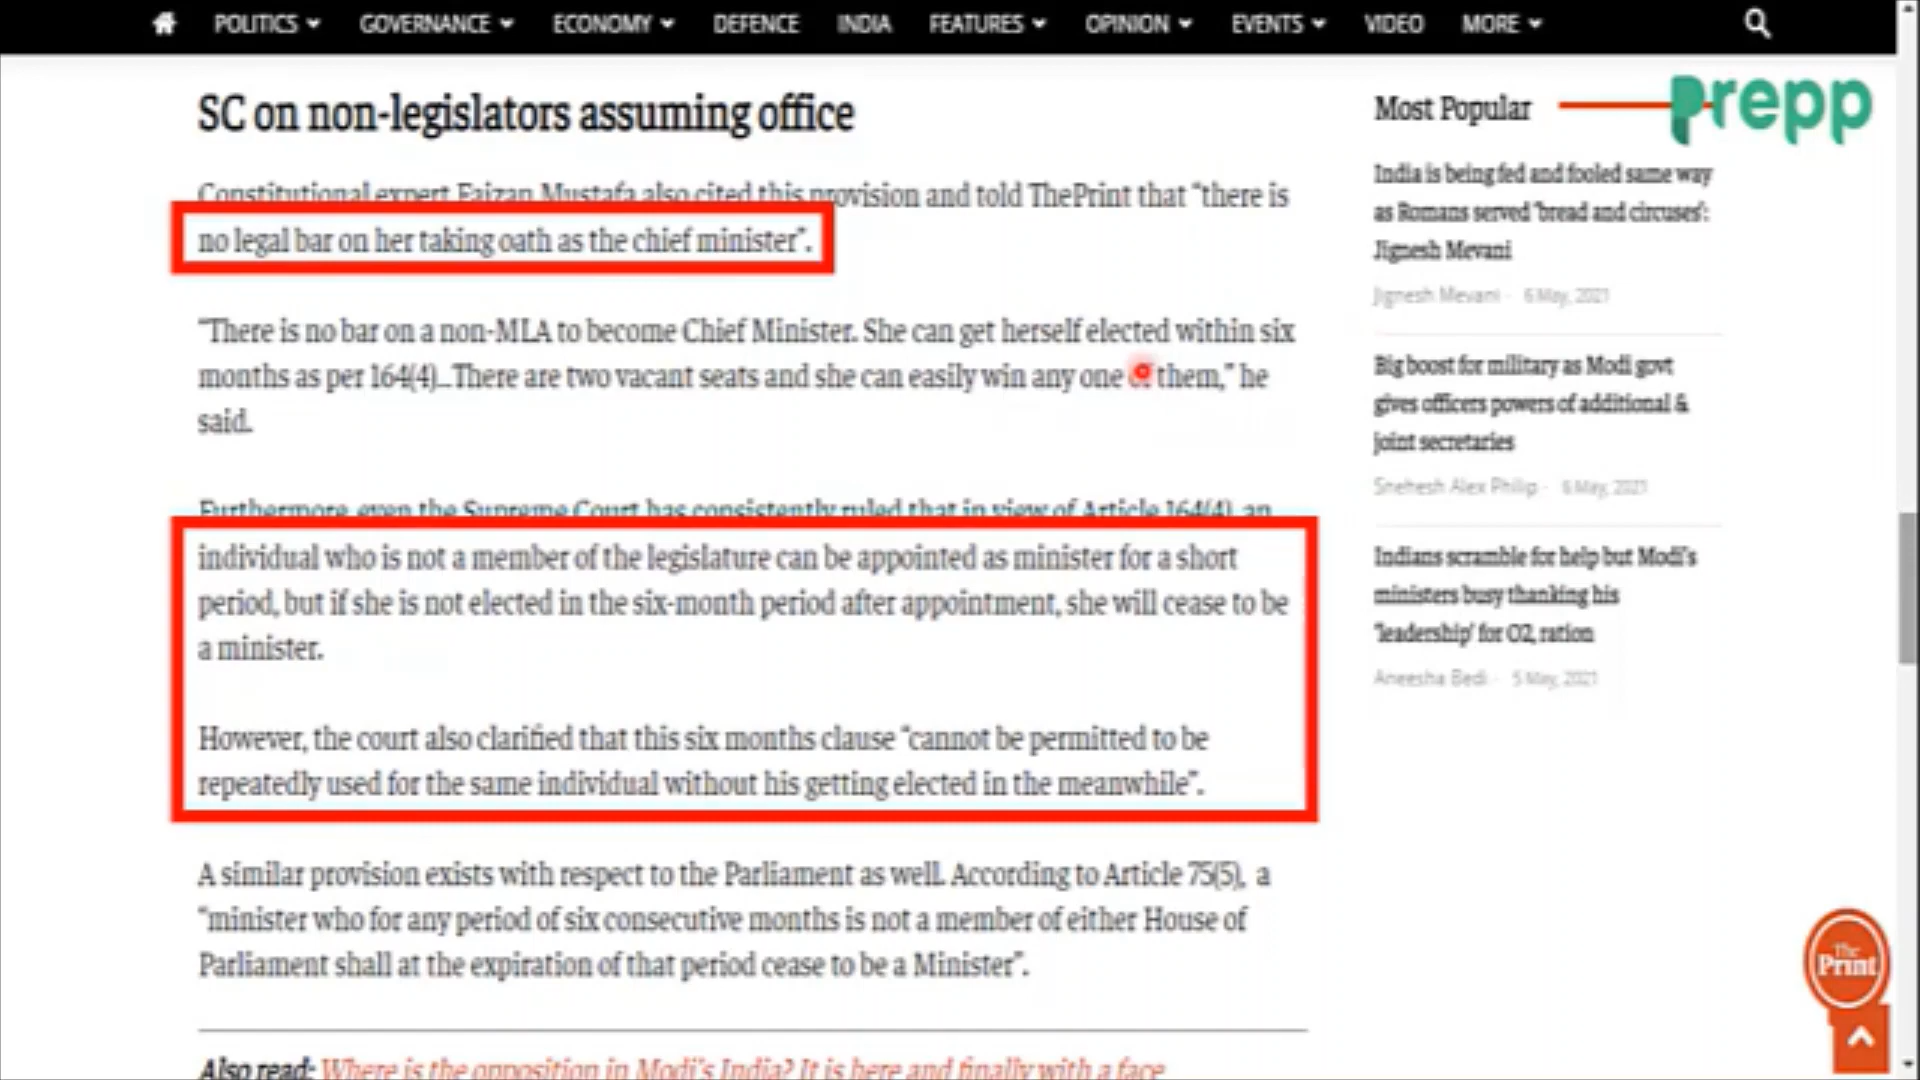 POLITICS GOVERNANCE ECONOMY DEFENCE INDIA FEATURES OPINION EVENTS VIDEO MORE
SC on non-legislators assuming office
Constitutional expert Faizan Mustafa also cited this provision and told ThePrint that “there is
no legal bar on her taking oath as the chief minister”.
“There is no bar on a non-MLA to become Chief Minister. She can get herself elected within six
months as per 164(4)…There are two vacant seats and she can easily win any one of them,” he
said.
Furthermore, even the Supreme Court has consistently ruled that in view of Article 164(4), an
individual who is not a member of the legislature can be appointed as minister for a short
period, but if she is not elected in the six-month period after appointment, she will cease to be
a minister.
However, the court also clarified that this six months clause “cannot be permitted to be
repeatedly used for the same individual without his getting elected in the meanwhile”.
A similar provision exists with respect to the Parliament as well. According to Article 75(5), a
“minister who for any period of six consecutive months is not a member of either House of
Parliament shall at the expiration of that period cease to be a Minister”.
Also read: Where is the opposition in Modi’s India? It is here and finally with a face
Most Popular
prepp
India is being fed and fooled same way
as Romans served ‘bread and circuses’:
Jignesh Mevani
Jignesh Mevani - 6 May, 2021
Big boost for military as Modi govt
gives officers powers of additional &
joint secretaries
Snehesh Alex Philip - 6 May, 2021
Indians scramble for help but Modi’s
ministers busy thanking his
‘leadership’ for O2, ration
Aneesha Bedi - 5 May, 2021
The
Print